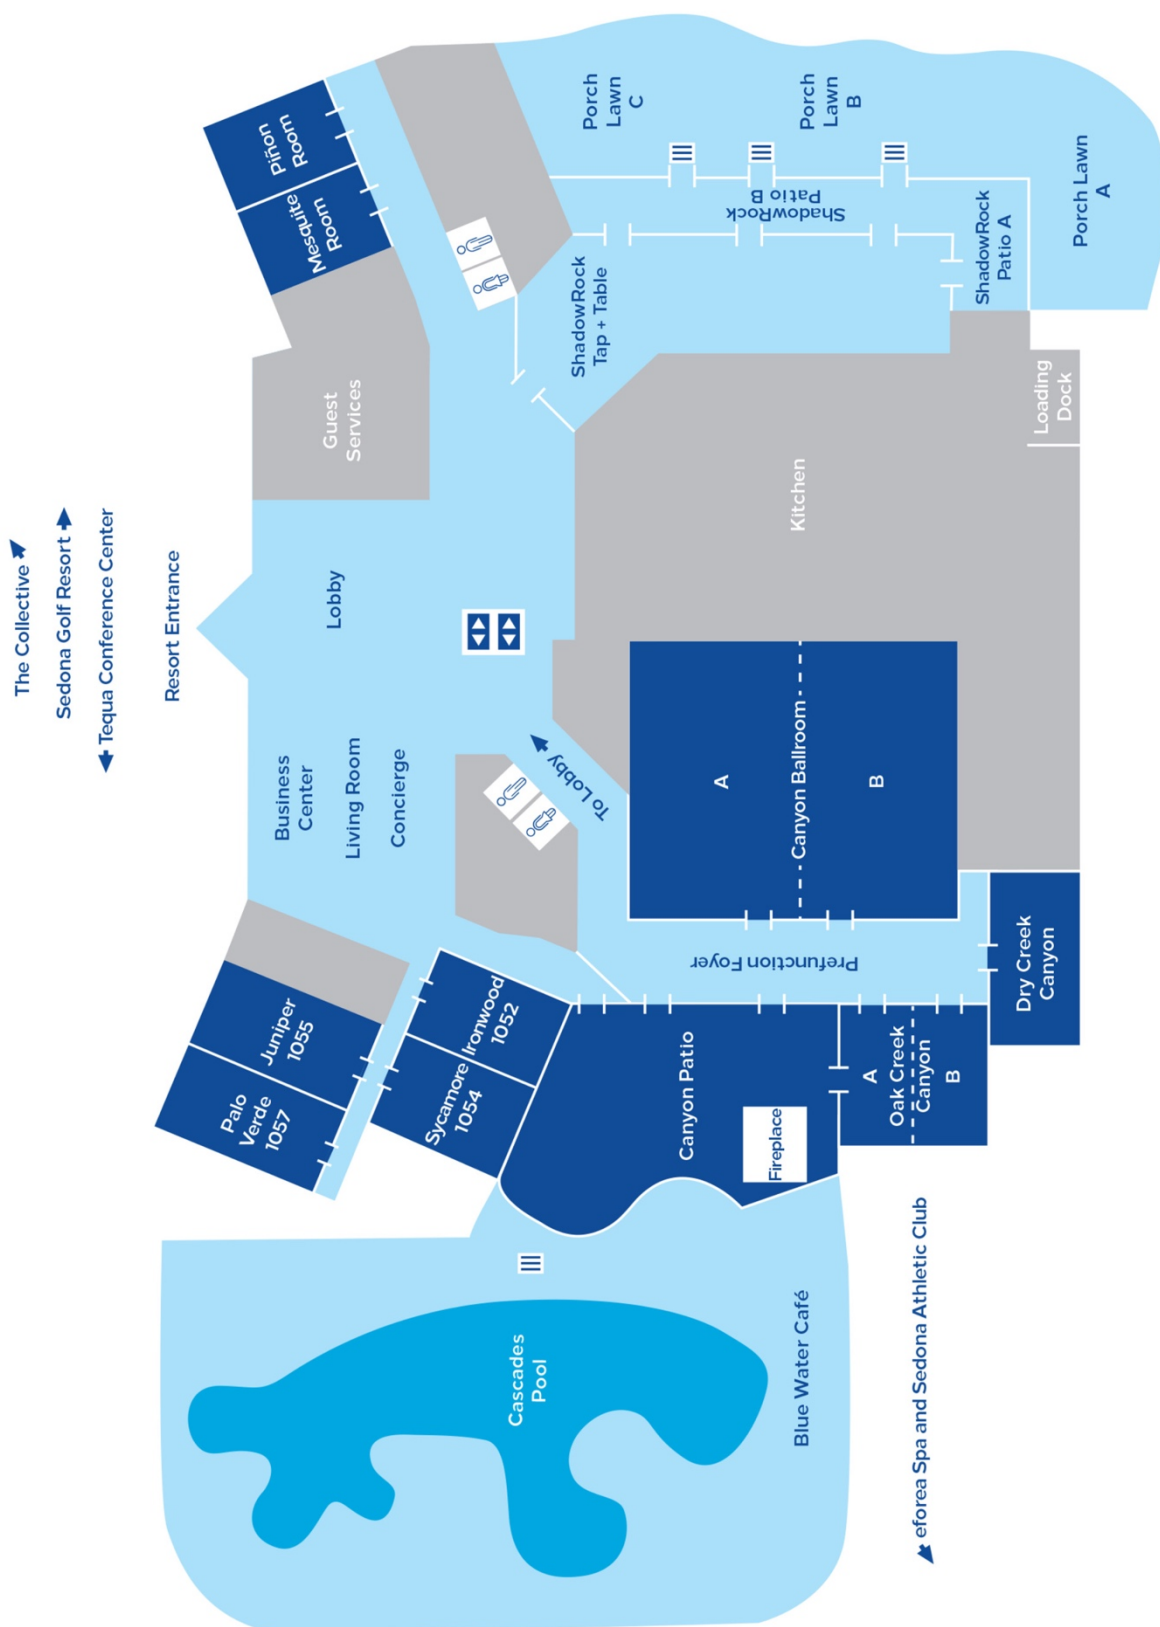 The Collective
Sedona Golf Resort
Tequa Conference Center
Resort Entrance
Piñon
Room
Mesquite
Room
Guest
Services
Lobby
Business
Center
Living Room
Concierge
Juniper
1055
Palo
Verde
1057
Ironwood
1052
Sycamore
1054
To Lobby
Porch
Lawn
C
Porch
Lawn
B
Porch Lawn
A
ShadowRock
Patio B
ShadowRock
Patio A
ShadowRock
Tap + Table
Loading
Dock
Kitchen
A
Canyon Ballroom
B
Prefunction Foyer
Dry Creek
Canyon
A
Oak Creek
Canyon
B
Canyon Patio
Fireplace
Cascades
Pool
Blue Water Café
eforea Spa and Sedona Athletic Club